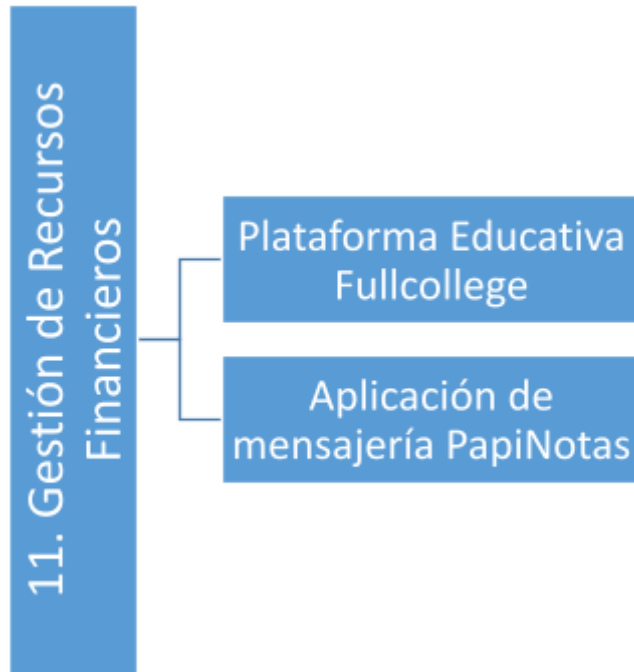 11. Gestión de Recursos
Financieros
Plataforma Educativa
Fullcollege
Aplicación de
mensajería PapiNotas